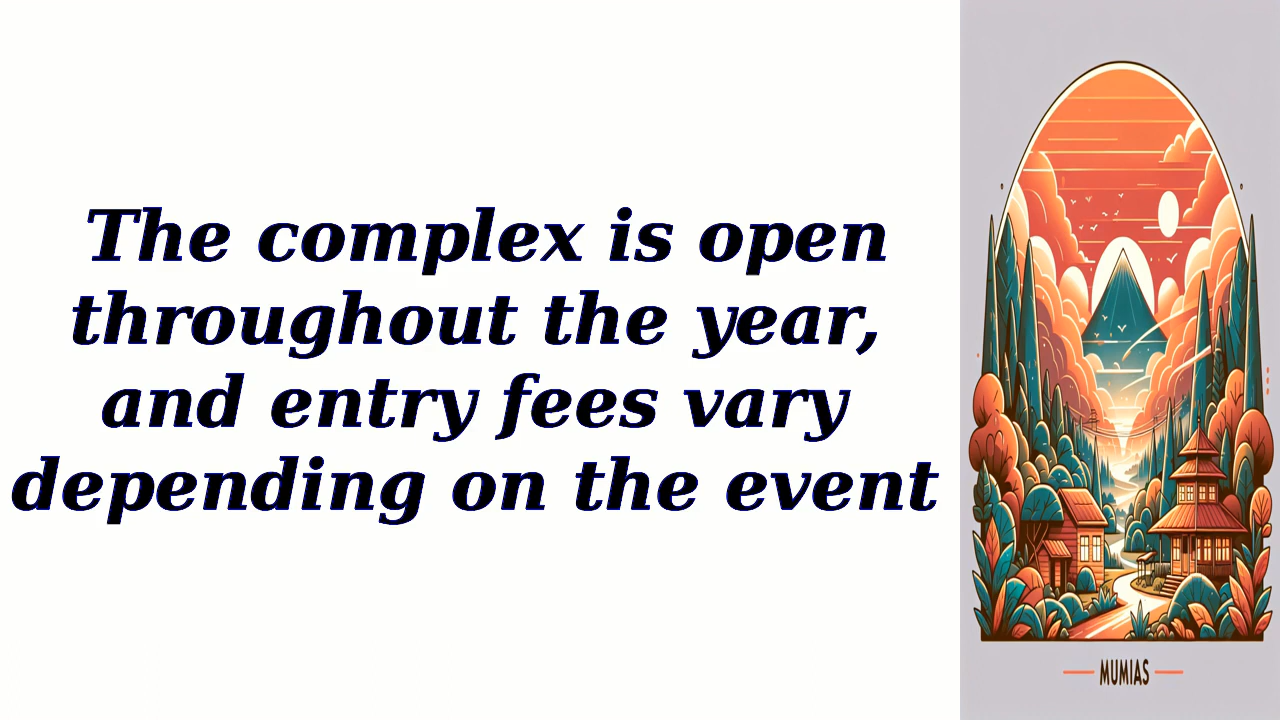 The complex is open
throughout the year,
and entry fees vary
depending on the event
MUMIAS